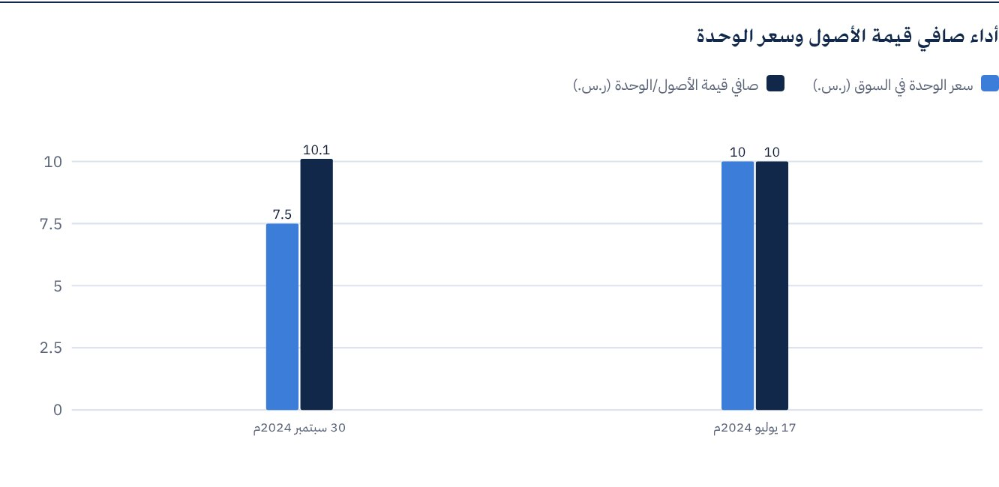 أداء صافي قيمة الأصول وسعر الوحدة
سعر الوحدة في السوق (ر.س.)
صافي قيمة الأصول/الوحدة (ر.س.)
10
7.5
5
2.5
0
10
10
7.5
10.1
17 يوليو 2024م
30 سبتمبر 2024م